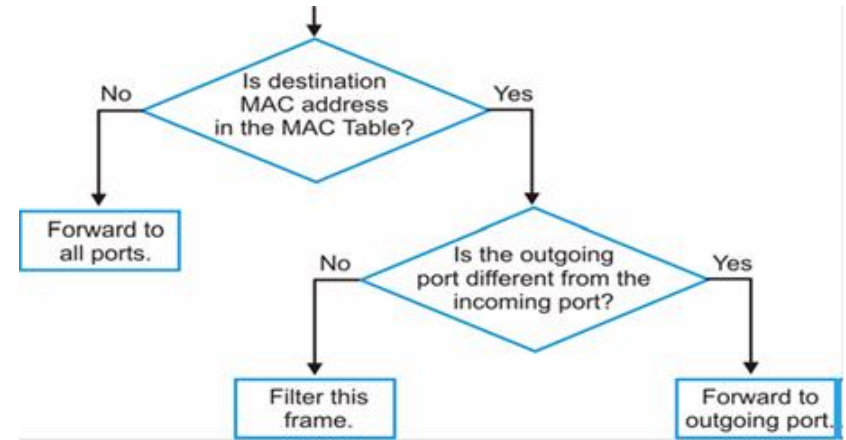 Is destination
MAC address
in the MAC Table?
No
Yes
Forward to
all ports.
Is the outgoing
port different from the
incoming port?
No
Yes
Filter this
frame.
Forward to
outgoing port.